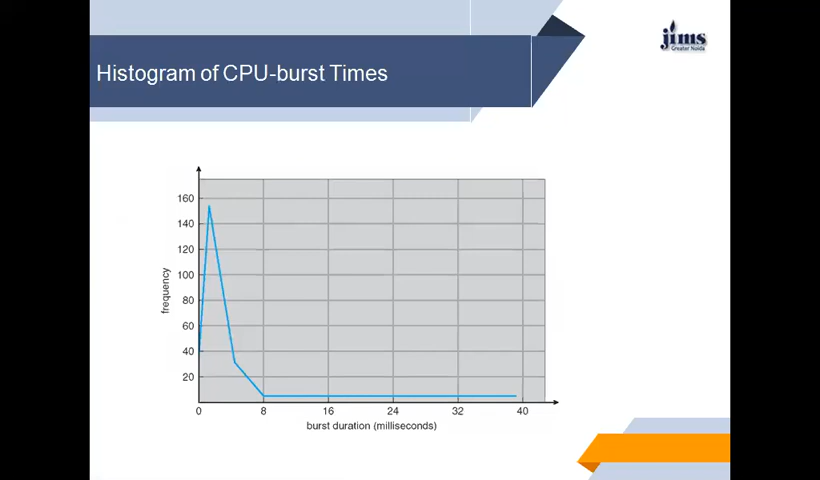 Histogram of CPU-burst Times
jims
Greater Noida
160
140
120
100
80
60
40
20
frequency
0 8 16 24 32 40
burst duration (milliseconds)